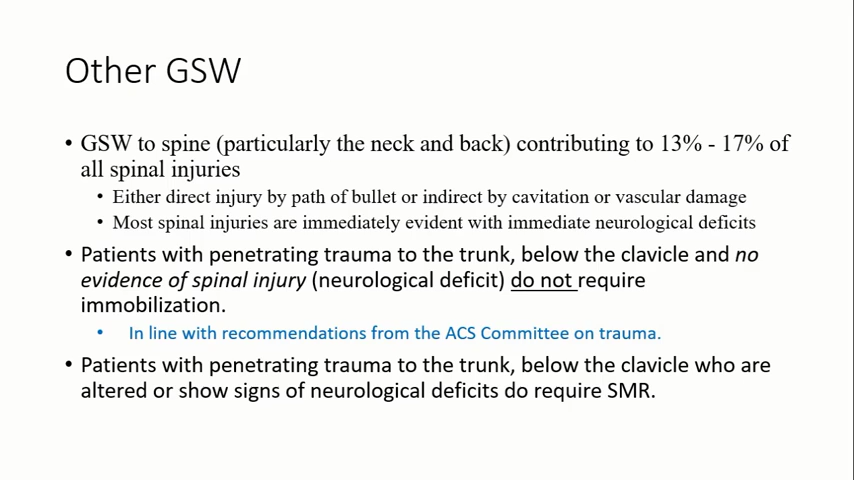 Other GSW
• GSW to spine (particularly the neck and back) contributing to 13% - 17% of
all spinal injuries
• Either direct injury by path of bullet or indirect by cavitation or vascular damage
• Most spinal injuries are immediately evident with immediate neurological deficits
• Patients with penetrating trauma to the trunk, below the clavicle and no
evidence of spinal injury (neurological deficit) do not require
immobilization.
• In line with recommendations from the ACS Committee on trauma.
• Patients with penetrating trauma to the trunk, below the clavicle who are
altered or show signs of neurological deficits do require SMR.